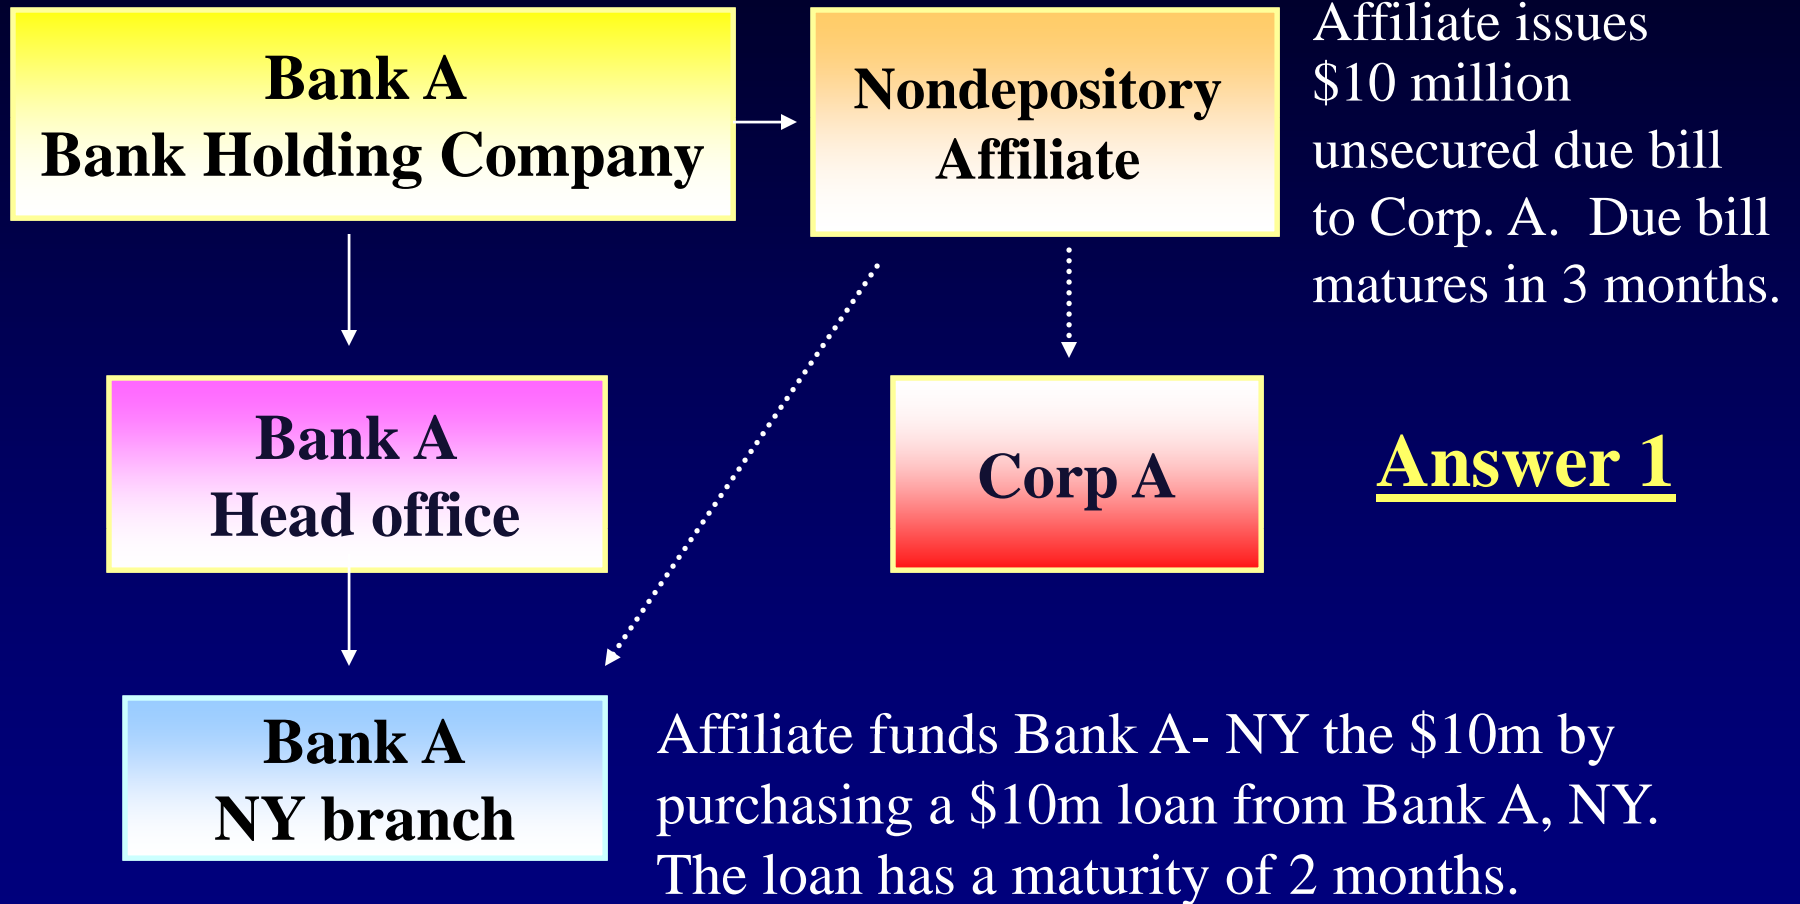 Bank A
Bank Holding Company
Nondepository
Affiliate
Affiliate issues
$10 million
unsecured due bill
to Corp. A.  Due bill
matures in 3 months.
Bank A
Head office
Corp A
Answer 1
Bank A
NY branch
Affiliate funds Bank A- NY the $10m by
purchasing a $10m loan from Bank A, NY.
The loan has a maturity of 2 months.